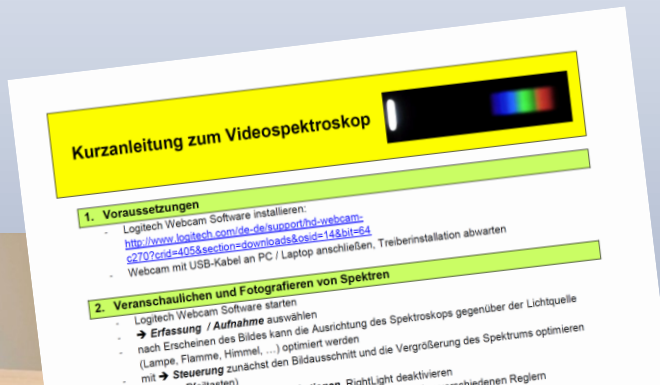 Kurzanleitung zum Videospektroskop
1. Voraussetzungen
- Logitech Webcam Software installieren:
http://www.logitech.com/de-de/support/hd-webcam-
c270?crid=405&section=downloads&osid=14&bit=64
- Webcam mit USB-Kabel an PC / Laptop anschließen, Treiberinstallation abwarten
2. Veranschaulichen und Fotografieren von Spektren
- Logitech Webcam Software starten
- ➔ Erfassung / Aufnahme auswählen
- nach Erscheinen des Bildes kann die Ausrichtung des Spektroskops gegenüber der Lichtquelle
(Lampe, Flamme, Himmel, …) optimiert werden
- mit ➔ Steuerung zunächst den Bildausschnitt und die Vergrößerung des Spektrums optimieren
RightLight deaktivieren
Reglern